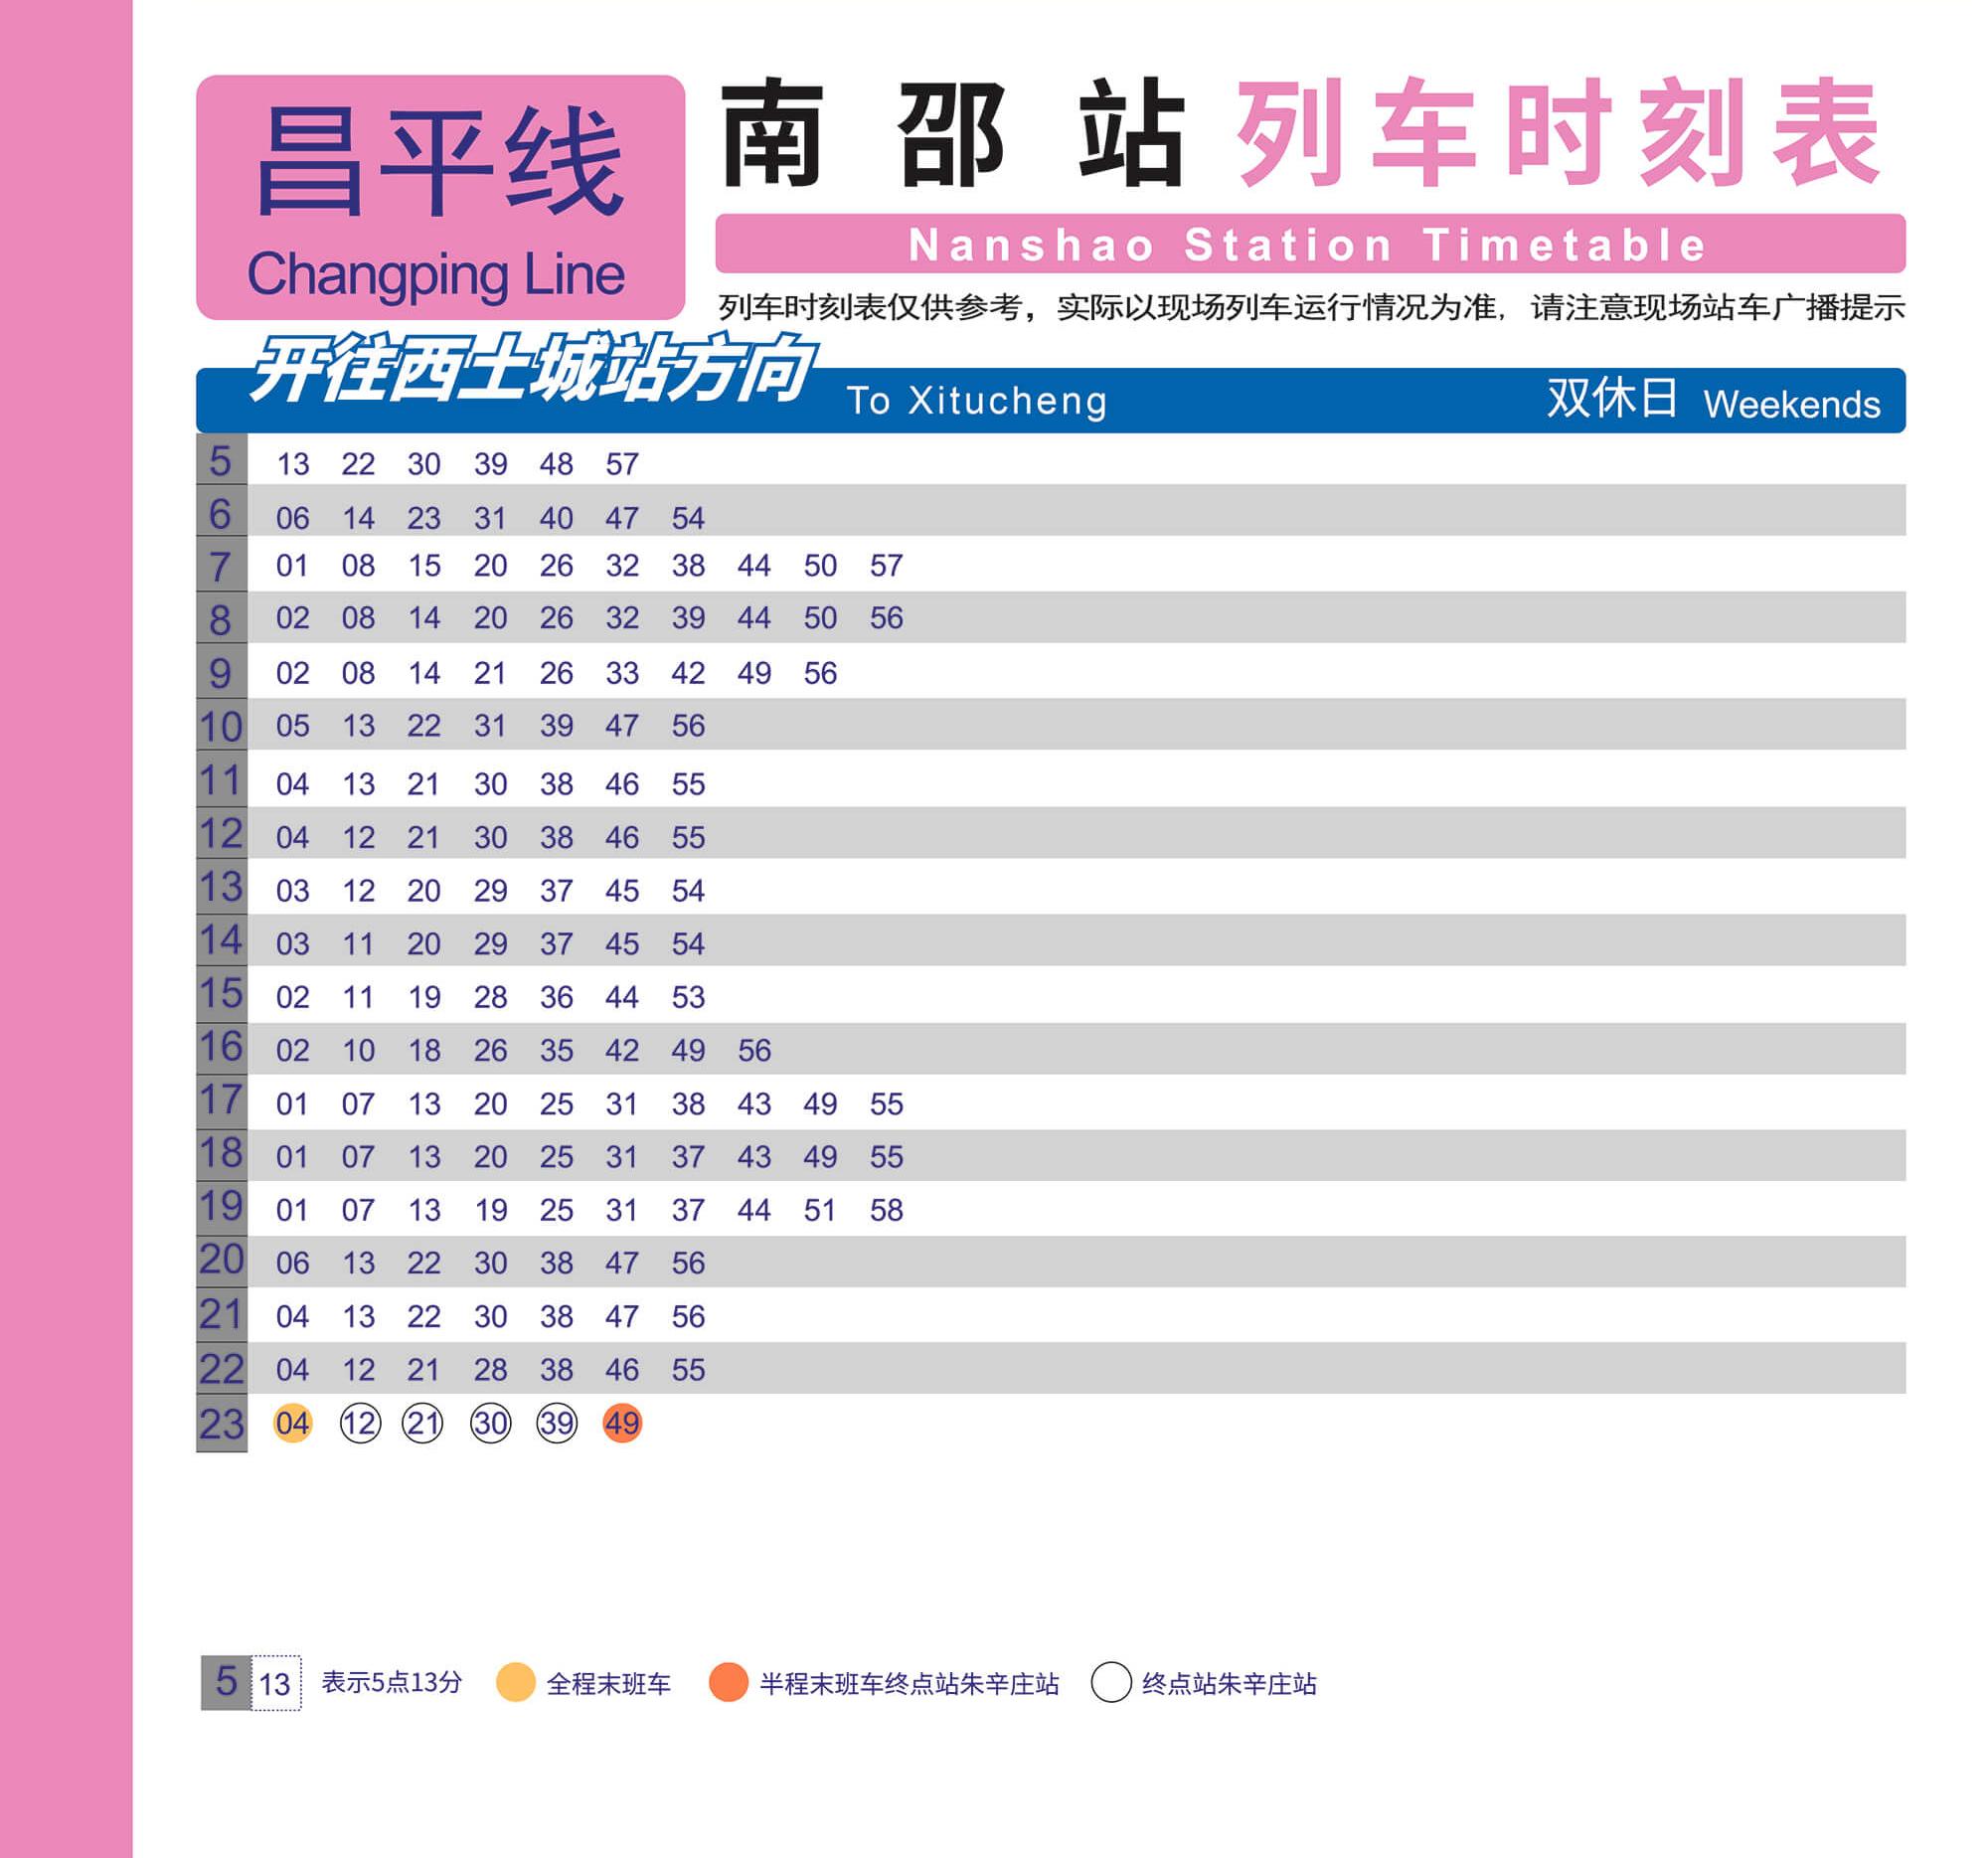 昌平线
Changping Line
南邵站列车时刻表
Nanshao Station Timetable
列车时刻表仅供参考，实际以现场列车运行情况为准，请注意现场站车广播提示
开往西土城站方向 To Xitucheng 双休日 Weekends
5 13 22 30 39 48 57
6 06 14 23 31 40 47 54
7 01 08 15 20 26 32 38 44 50 57
8 02 08 14 20 26 32 39 44 50 56
9 02 08 14 21 26 33 42 49 56
10 05 13 22 31 39 47 56
11 04 13 21 30 38 46 55
12 04 12 21 30 38 46 55
13 03 12 20 29 37 45 54
14 03 11 20 29 37 45 54
15 02 11 19 28 36 44 53
16 02 10 18 26 35 42 49 56
17 01 07 13 20 25 31 38 43 49 55
18 01 07 13 20 25 31 37 43 49 55
19 01 07 13 19 25 31 37 44 51 58
20 06 13 22 30 38 47 56
21 04 13 22 30 38 47 56
22 04 12 21 28 38 46 55
23 04 12 21 30 39 49
5 13 表示5点13分 全程末班车 半程末班车终点站朱辛庄站 终点站朱辛庄站